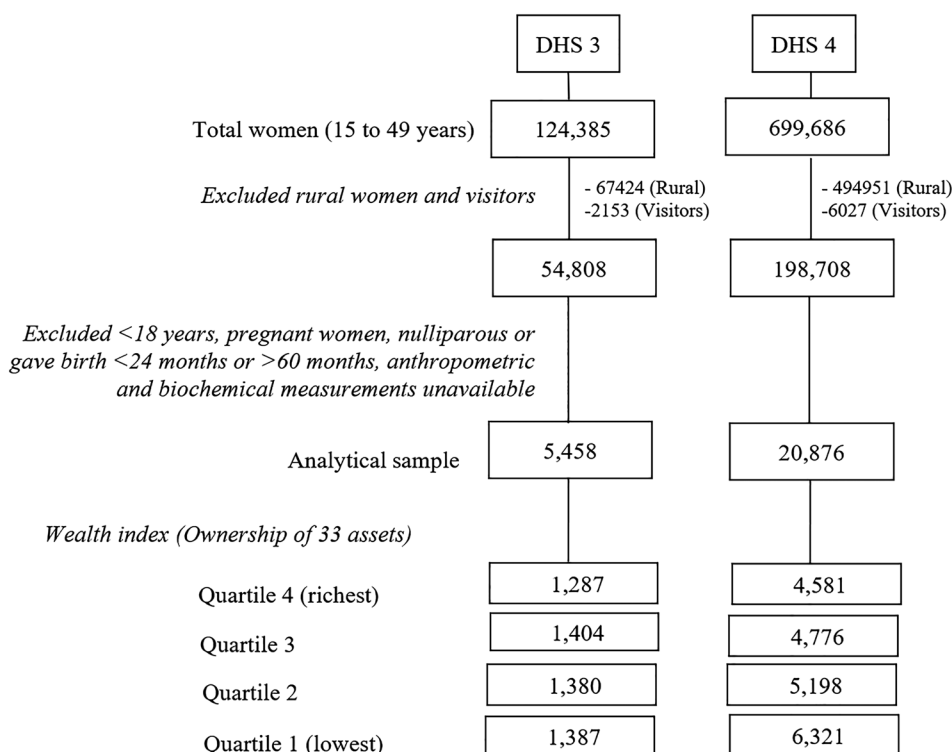 DHS 3 DHS 4
Total women (15 to 49 years) 124,385 699,686
Excluded rural women and visitors - 67424 (Rural) - 494951 (Rural)
-2153 (Visitors) -6027 (Visitors)
54,808 198,708
Excluded <18 years, pregnant women, nulliparous or
gave birth <24 months or >60 months, anthropometric
and biochemical measurements unavailable
Analytical sample 5,458 20,876
Wealth index (Ownership of 33 assets)
Quartile 4 (richest) 1,287 4,581
Quartile 3 1,404 4,776
Quartile 2 1,380 5,198
Quartile 1 (lowest) 1,387 6,321